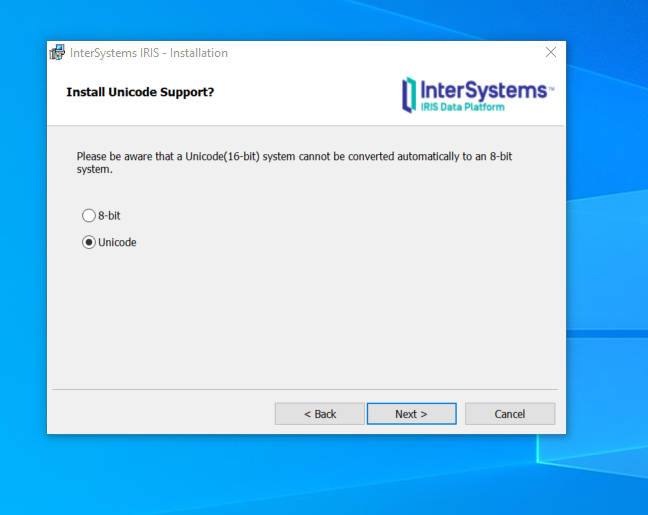 InterSystems IRIS - Installation
Install Unicode Support?
InterSystems™
IRIS Data Platform
Please be aware that a Unicode(16-bit) system cannot be converted automatically to an 8-bit
system.
8-bit
Unicode
< Back Next > Cancel